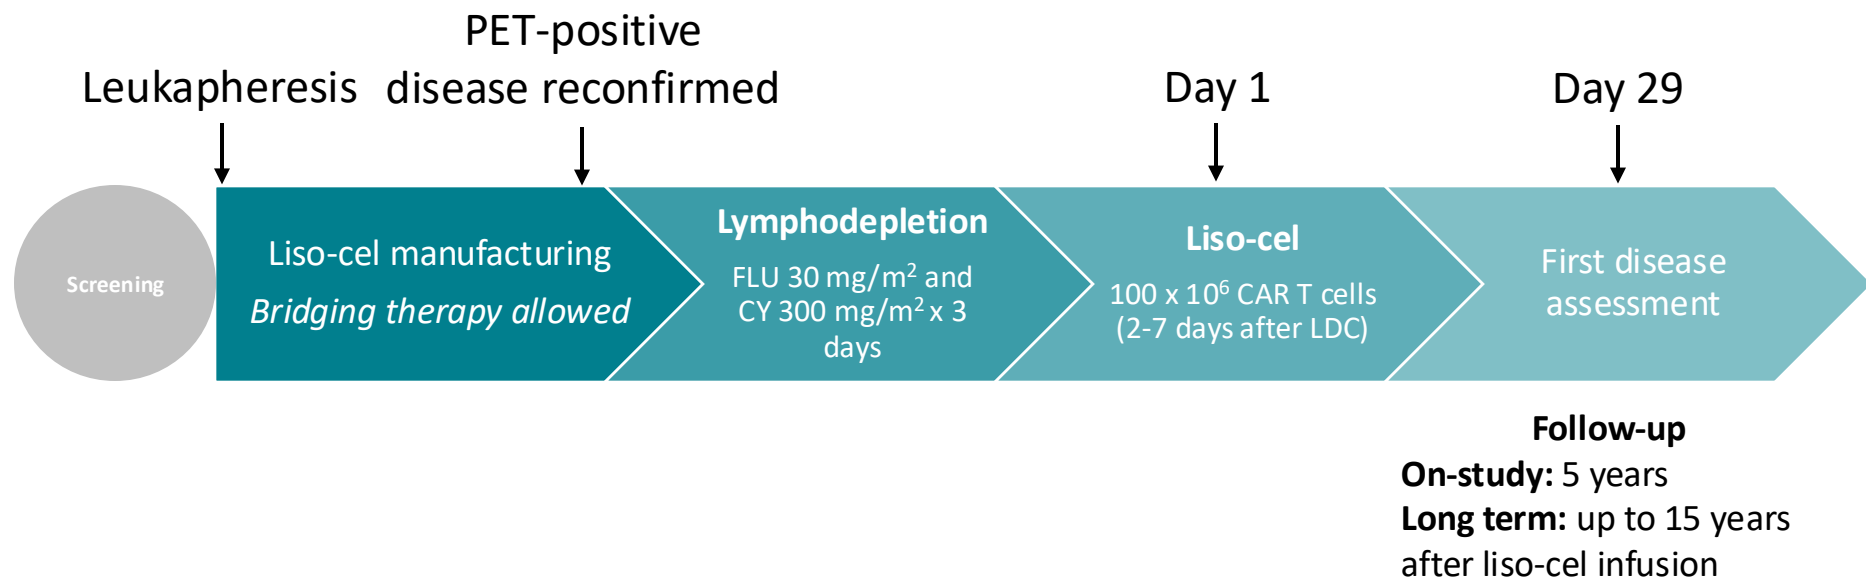 PET-positive
disease reconfirmed
Leukapheresis
Day 1
Day 29
Screening
Liso-cel manufacturing
Bridging therapy allowed
Lymphodepletion
FLU 30 mg/m² and
CY 300 mg/m² x 3
days
Liso-cel
100 x 10⁶ CAR T cells
(2-7 days after LDC)
First disease
assessment
Follow-up
On-study: 5 years
Long term: up to 15 years
after liso-cel infusion